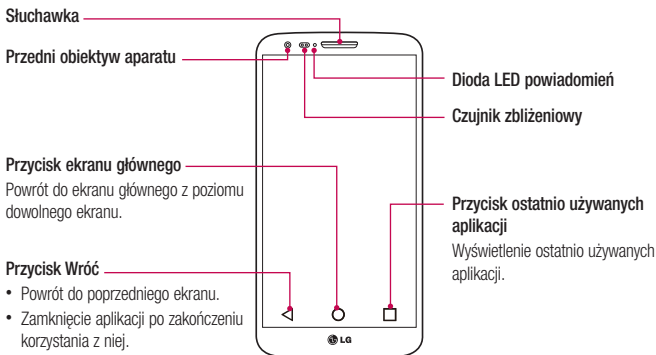 Słuchawka
Przedni obiektyw aparatu
Dioda LED powiadomień
Czujnik zbliżeniowy
Przycisk ekranu głównego
Powrót do ekranu głównego z poziomu
dowolnego ekranu.
Przycisk ostatnio używanych
aplikacji
Wyświetlenie ostatnio używanych
aplikacji.
Przycisk Wróć
• Powrót do poprzedniego ekranu.
• Zamknięcie aplikacji po zakończeniu
korzystania z niej.
LG